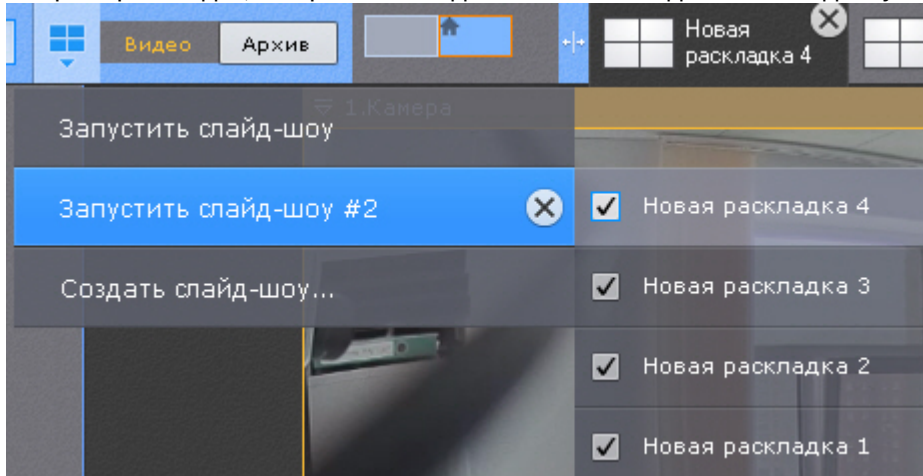 Видео
Архив
Новая
раскладка 4
1.Камера
Запустить слайд-шоу
Запустить слайд-шоу #2
Новая раскладка 4
Создать слайд-шоу...
Новая раскладка 3
Новая раскладка 2
Новая раскладка 1